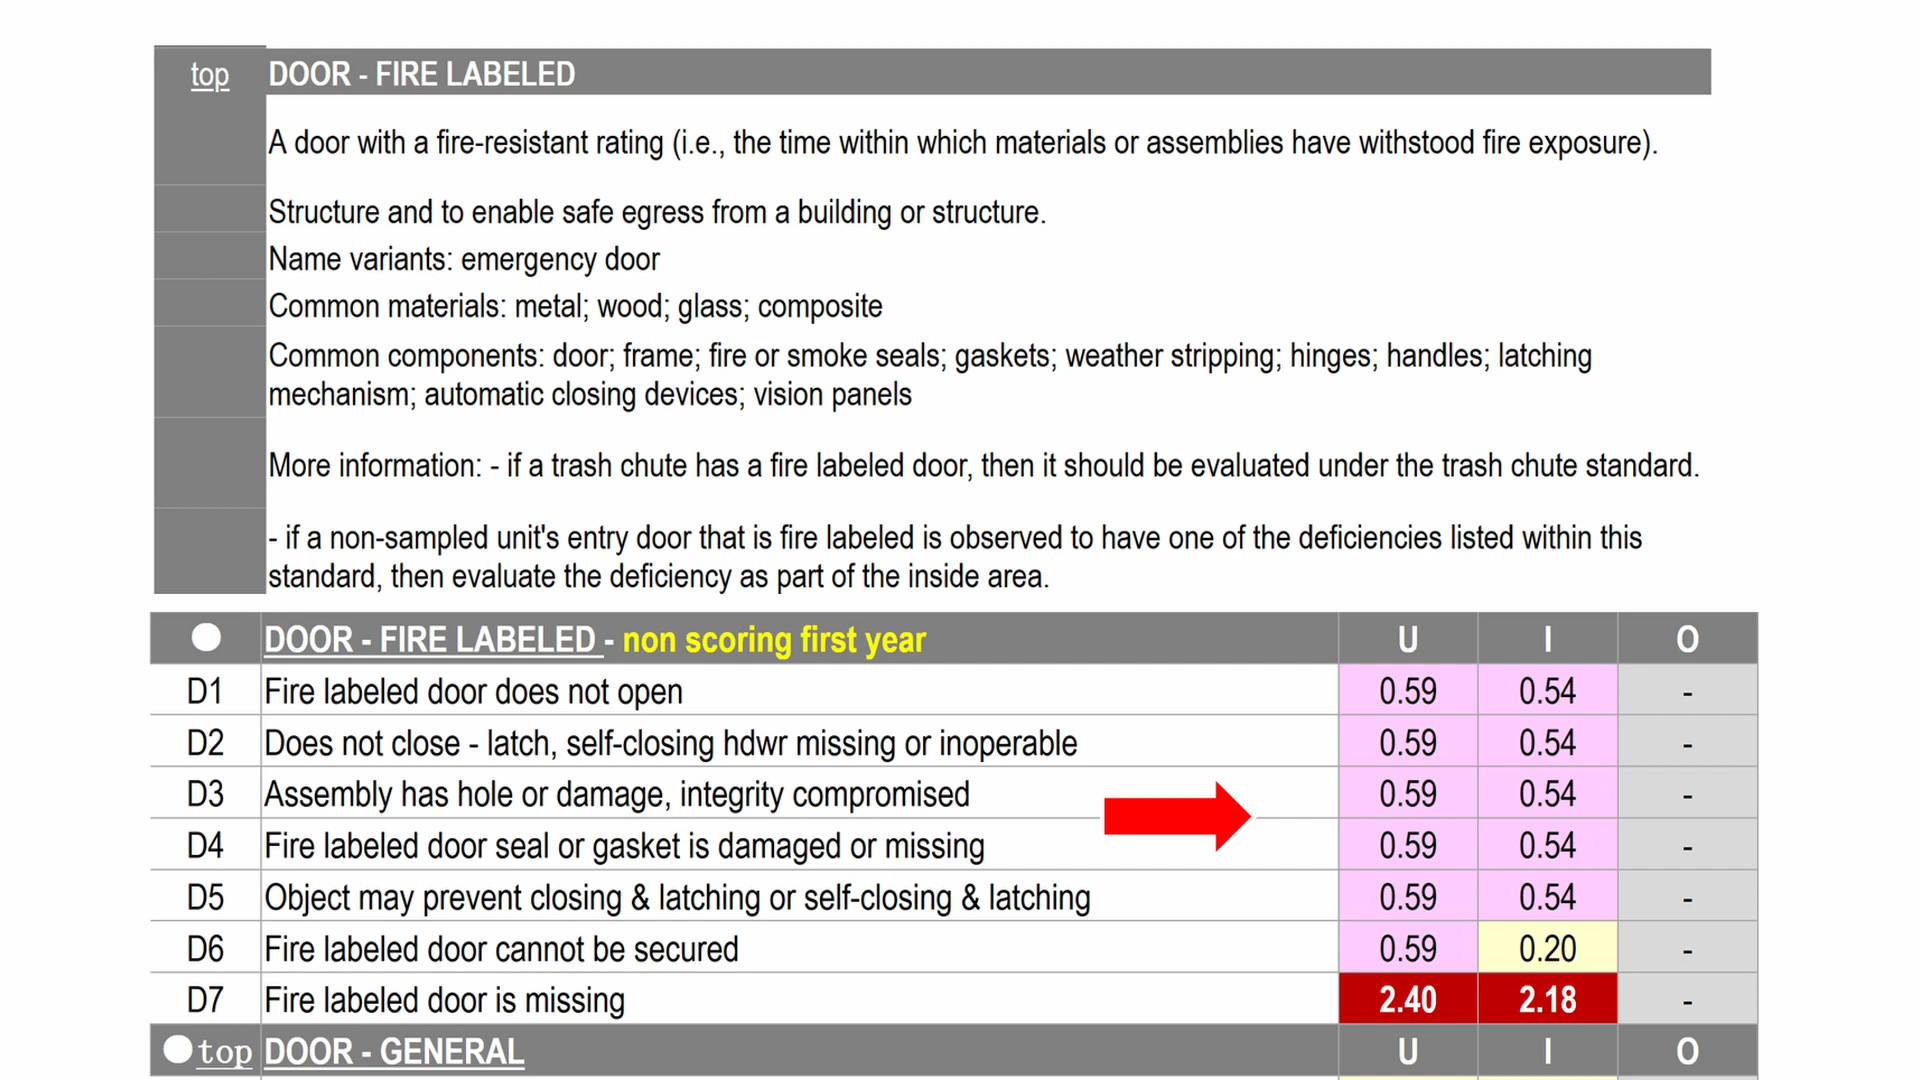 top DOOR - FIRE LABELED
A door with a fire-resistant rating (i.e., the time within which materials or assemblies have withstood fire exposure).
Structure and to enable safe egress from a building or structure.
Name variants: emergency door
Common materials: metal; wood; glass; composite
Common components: door; frame; fire or smoke seals; gaskets; weather stripping; hinges; handles; latching
mechanism; automatic closing devices; vision panels
More information: - if a trash chute has a fire labeled door, then it should be evaluated under the trash chute standard.
- if a non-sampled unit's entry door that is fire labeled is observed to have one of the deficiencies listed within this
standard, then evaluate the deficiency as part of the inside area.
DOOR - FIRE LABELED - non scoring first year U I O
D1 Fire labeled door does not open 0.59 0.54 -
D2 Does not close - latch, self-closing hdwr missing or inoperable 0.59 0.54 -
D3 Assembly has hole or damage, integrity compromised 0.59 0.54 -
D4 Fire labeled door seal or gasket is damaged or missing 0.59 0.54 -
D5 Object may prevent closing & latching or self-closing & latching 0.59 0.54 -
D6 Fire labeled door cannot be secured 0.59 0.20 -
D7 Fire labeled door is missing 2.40 2.18 -
top DOOR - GENERAL U I O